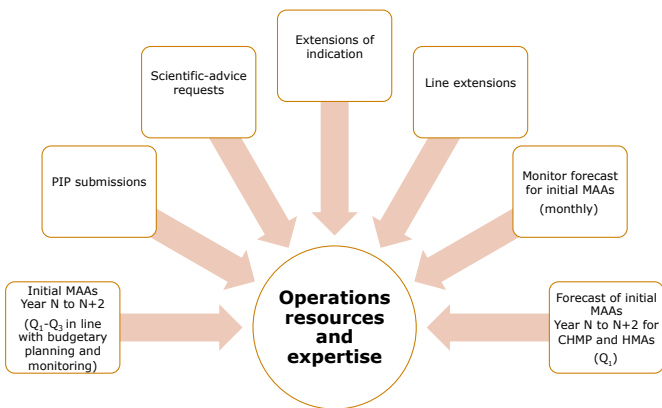 Extensions of
indication
Scientific-advice
requests
Line extensions
PIP submissions
Monitor forecast
for initial MAAs
(monthly)
Initial MAAs
Year N to N+2
(Q₁-Q₃ in line
with budgetary
planning and
monitoring)
Operations
resources
and
expertise
Forecast of initial
MAAs
Year N to N+2 for
CHMP and HMAs
(Q₁)